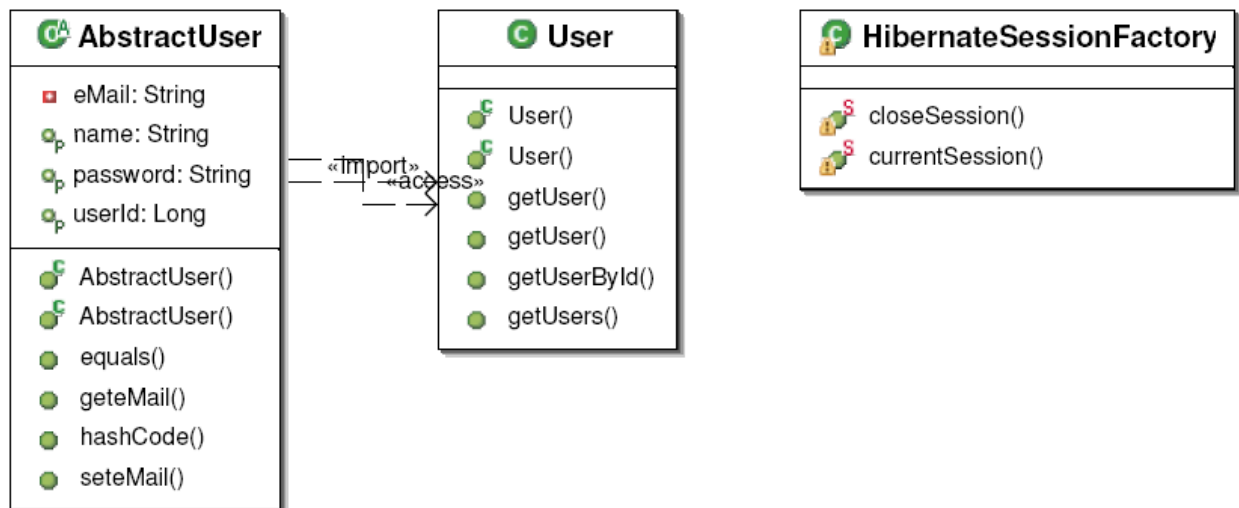 AbstractUser
eMail: String
name: String
password: String
userId: Long
AbstractUser()
AbstractUser()
equals()
geteMail()
hashCode()
seteMail()
«import»
«access»
User
User()
User()
getUser()
getUser()
getUserById()
getUsers()
HibernateSessionFactory
closeSession()
currentSession()